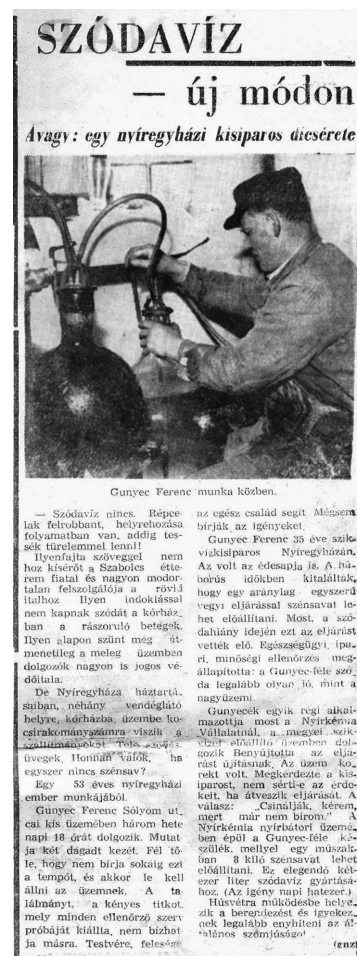 SZÓDAVÍZ
— új módon
Avagy: egy nyíregyházi kisiparos dicsérete
Gunyec Ferenc munka közben.
— Szódavíz nincs. Répce-
lak felrobbant, helyrehozása
folyamatban van, addig tes-
sék türelemmel lenni!
Ilyenfajta szöveggel nem
hoz kísérőt a Szabolcs étte-
rem fiatal és nagyon modor-
talan felszolgálója a rövid
italhoz. Ilyen indoklással
nem kapnak szódát a kórház-
ban a rászoruló betegek.
Ilyen alapon szűnt meg át-
menetileg a meleg üzemben
dolgozók nagyon is jogos vé-
dőitala.
De Nyíregyháza háztartá-
saiban, néhány vendéglátó
helyre, kórházba, üzembe ko-
csirakományszámra viszik a
szállítmányokat. Tele szódás-
üvegek. Honnan valók, ha
egyszer nincs szénsav?
Egy 53 éves nyíregyházi
ember munkájából.
Gunyec Ferenc Sólyom ut-
cai kis üzemében három hete
napi 18 órát dolgozik. Mutat-
ja két dagadt kezét. Fél tő-
le, hogy nem bírja sokáig ezt
a tempót, és akkor le kell
állni az üzemnek. A ta-
lálmányt, a kényes titkot,
mely minden ellenőrző szerv
próbáját kiállta, nem bízhat-
ja másra. Testvére, felesége,
az egész család segít. Mégsem
bírják az igényeket.
Gunyec Ferenc 35 éve szik-
vízkisiparos Nyíregyházán.
Az volt az édesapja is. A há-
borús időkben kitalálták,
hogy egy aránylag egyszerű
vegyi eljárással szénsavat le-
het előállítani. Most, a szó-
dahiány idején ezt az eljárást
vették elő. Egészségügyi, ipa-
ri, minőségi ellenőrzés meg-
állapította: a Gunyec-féle szó-
da legalább olyan jó, mint a
nagyüzemi.
Gunyecék egyik régi alkal-
mazottja most a Nyírkémia
Vállalatnál, a megyei szik-
vizet előállító üzemben dol-
gozik. Benyújtotta az eljá-
rást újításnak. Az üzem ko-
rekt volt. Megkérdezte a kis-
iparost, nem sérti-e az érde-
keit, ha átveszik eljárását. A
válasz: „Csinálják, kérem,
mert már nem bírom." A
Nyírkémia nyírbátori üzemé-
ben épül a Gunyec-féle ké-
szülék, mellyel egy műszak-
ban 8 kiló szénsavat lehet
előállítani. Ez elegendő két-
ezer liter szódavíz gyártásá-
hoz. (Az igény napi hatezer.)
Húsvétra működésbe helye-
zik a berendezést és igyekez-
nek legalább enyhíteni az ál-
talános szomjúságot.
(gnz)